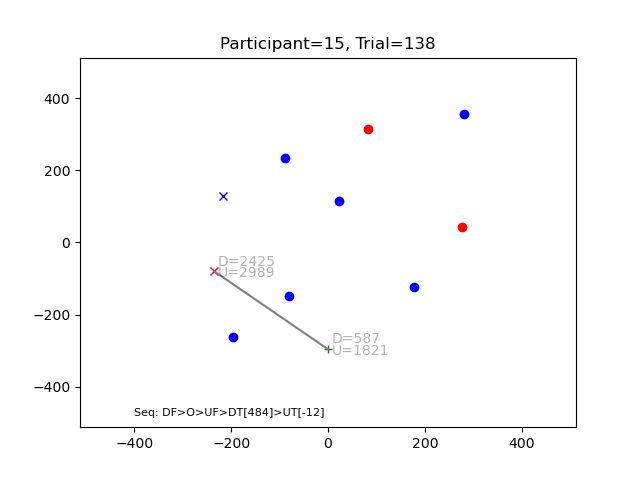 Participant=15, Trial=138
400
200
0
−200
−400
D=2425
U=2989
D=587
U=1821
Seq: DF>O>UF>DT[484]>UT[-12]
−400 −200 0 200 400